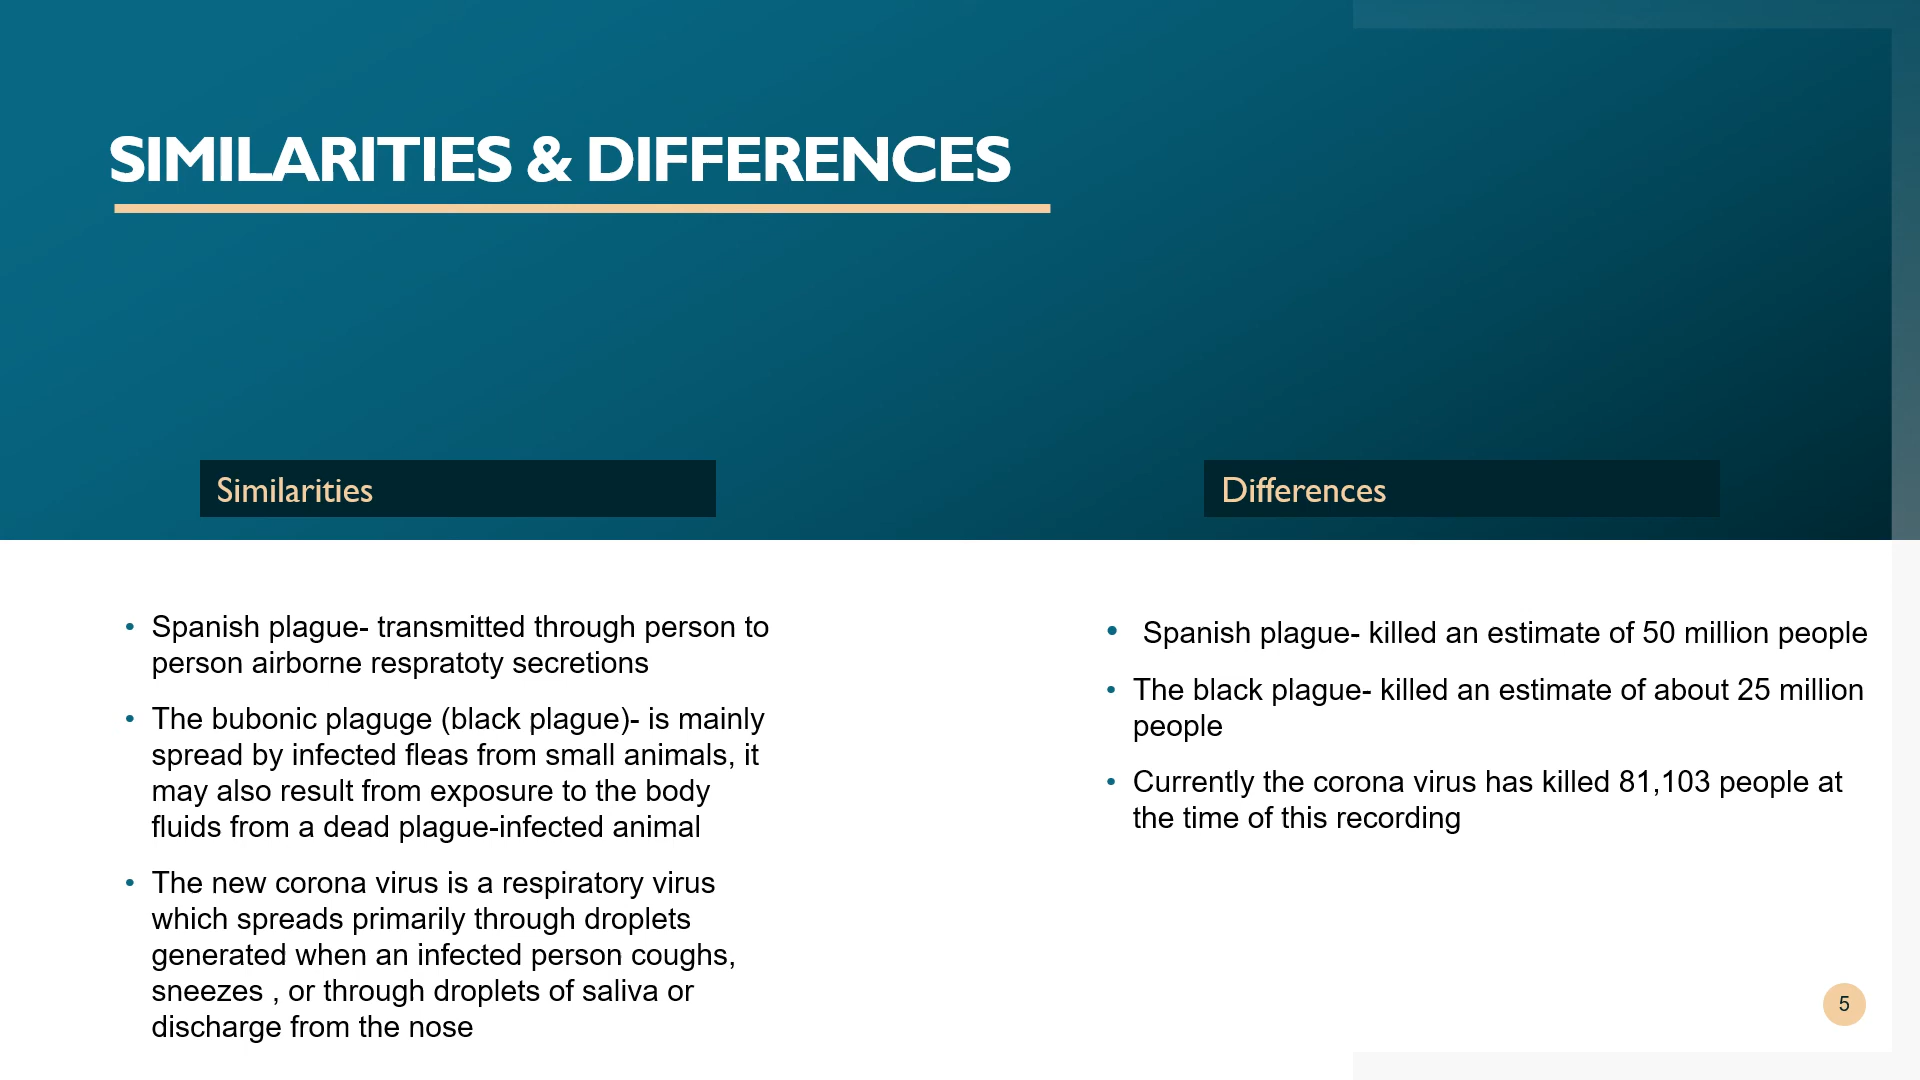 SIMILARITIES & DIFFERENCES
Similarities
Spanish plague- transmitted through person to
person airborne respratoty secretions
The bubonic plaguge (black plague)- is mainly
spread by infected fleas from small animals, it
may also result from exposure to the body
fluids from a dead plague-infected animal
The new corona virus is a respiratory virus
which spreads primarily through droplets
generated when an infected person coughs,
sneezes , or through droplets of saliva or
discharge from the nose
Differences
Spanish plague- killed an estimate of 50 million people
The black plague- killed an estimate of about 25 million
people
Currently the corona virus has killed 81,103 people at
the time of this recording
5